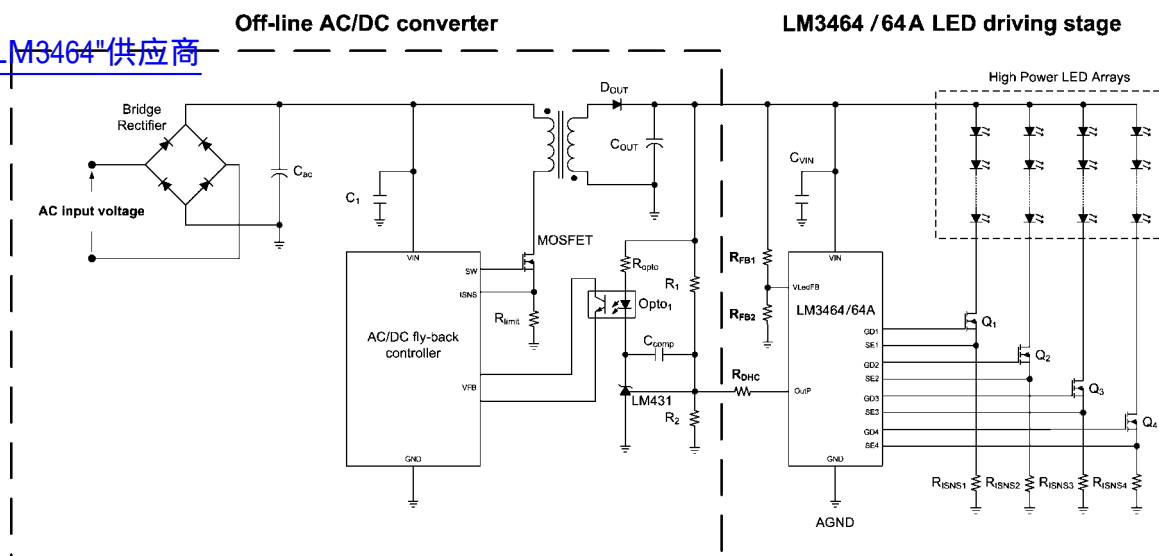 Off-line AC/DC converter
LM3464 / 64A LED driving stage
LM3464"供应商
High Power LED Arrays
Bridge
Rectifier
DOUT
COUT
CVIN
Cac
C1
AC input voltage
MOSFET
VIN
SW
ISNS
Rlimit
AC/DC fly-back
controller
VFB
GND
Ropto
Opto1
R1
Ccomp
LM431
R2
RDHC
RFB1
RFB2
VIN
VLedFB
LM3464/64A
OutP
GD1
SE1
GD2
SE2
GD3
SE3
GD4
SE4
GND
AGND
Q1
Q2
Q3
Q4
RISNS1
RISNS2
RISNS3
RISNS4